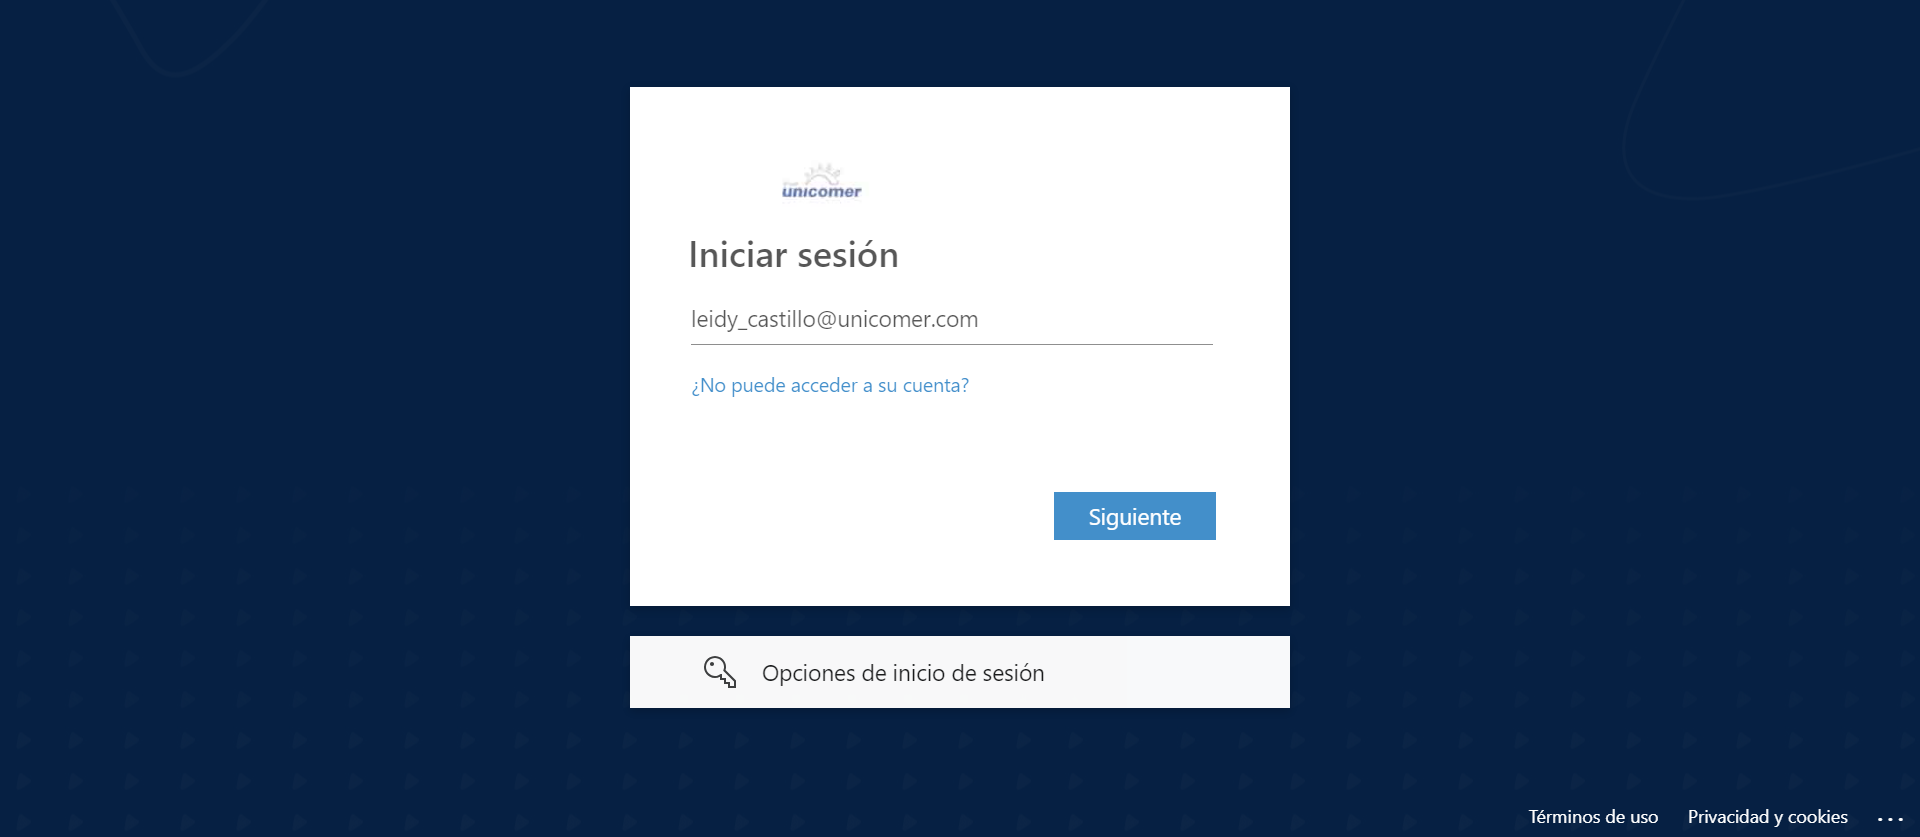 unicomer
Iniciar sesión
leidy_castillo@unicomer.com
¿No puede acceder a su cuenta?
Siguiente
Opciones de inicio de sesión
Términos de uso Privacidad y cookies ...